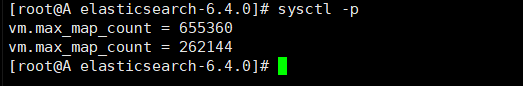 [root@A elasticsearch-6.4.0]# sysctl -p
vm.max_map_count = 655360
vm.max_map_count = 262144
[root@A elasticsearch-6.4.0]#